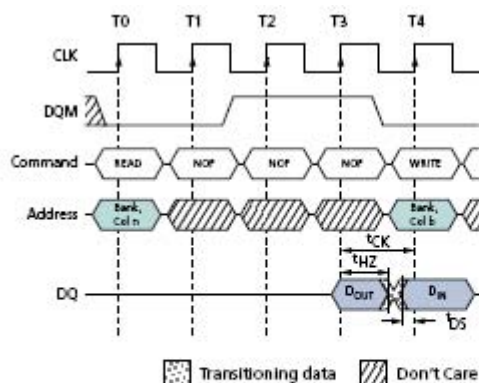 T0 T1 T2 T3 T4
CLK
DQM
Command READ NOP NOP NOP WRITE
Address Bank, Col n Bank, Col b
tCK
tHZ
DQ DOUT DIN
tDS
Transitioning data Don't Care